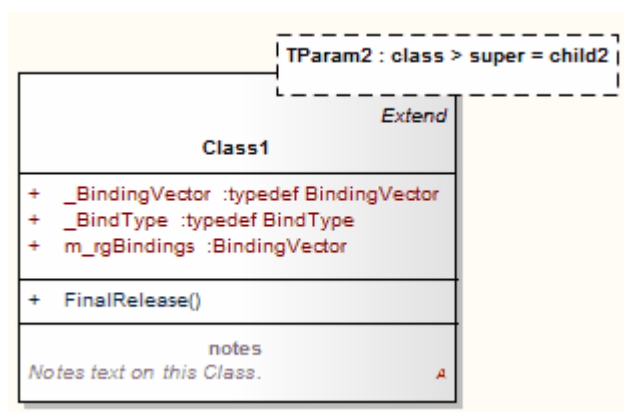 TParam2 : class > super = child2
Extend
Class1
+ _BindingVector :typedef BindingVector
+ _BindType :typedef BindType
+ m_rgBindings :BindingVector
+ FinalRelease()
notes
Notes text on this Class.
A